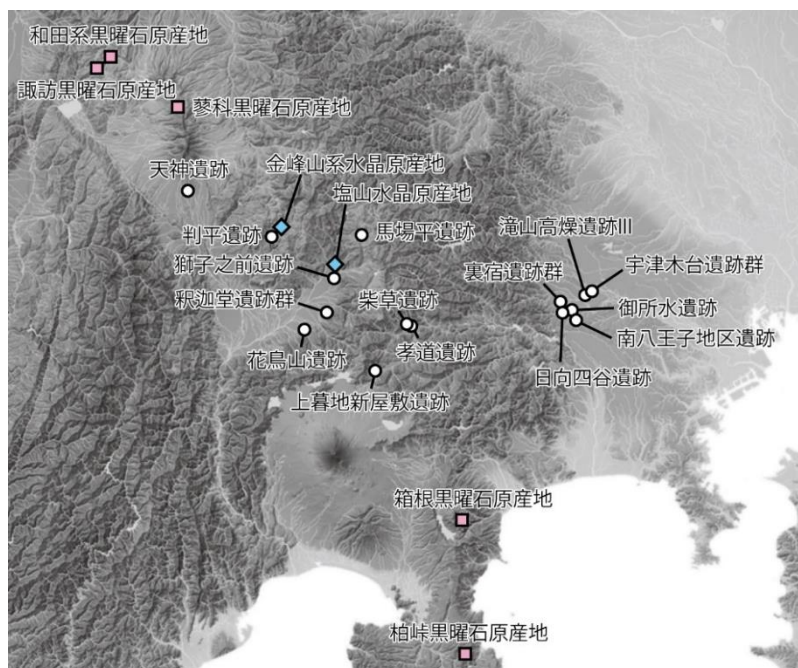 和田系黒曜石原産地
諏訪黒曜石原産地
蓼科黒曜石原産地
天神遺跡
金峰山系水晶原産地
塩山水晶原産地
判平遺跡
馬場平遺跡
滝山高燥遺跡III
獅子之前遺跡
裏宿遺跡群
宇津木台遺跡群
釈迦堂遺跡群
柴草遺跡
御所水遺跡
花鳥山遺跡
孝道遺跡
南八王子地区遺跡
日向四谷遺跡
上暮地新屋敷遺跡
箱根黒曜石原産地
柏峠黒曜石原産地